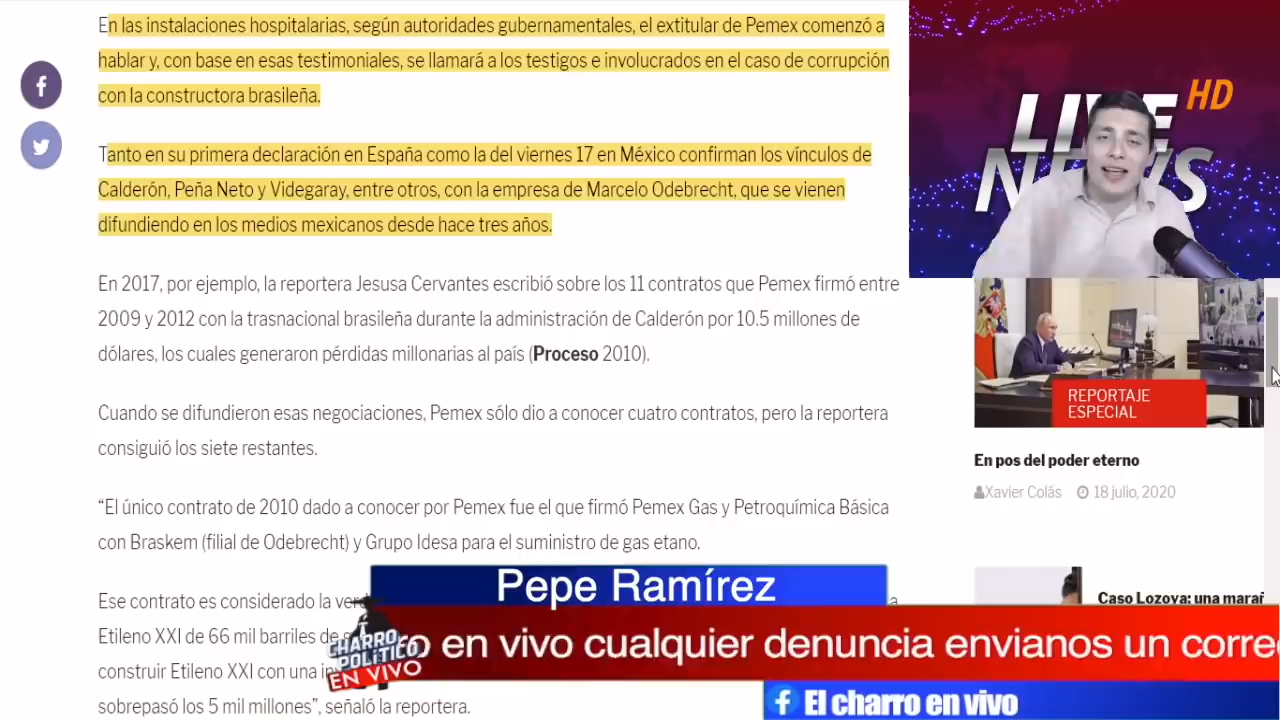 En las instalaciones hospitalarias, según autoridades gubernamentales, el extitular de Pemex comenzó a
hablar y, con base en esas testimoniales, se llamará a los testigos e involucrados en el caso de corrupción
con la constructora brasileña.
Tanto en su primera declaración en España como la del viernes 17 en México confirman los vínculos de
Calderón, Peña Neto y Videgaray, entre otros, con la empresa de Marcelo Odebrecht, que se vienen
difundiendo en los medios mexicanos desde hace tres años.
En 2017, por ejemplo, la reportera Jesusa Cervantes escribió sobre los 11 contratos que Pemex firmó entre
2009 y 2012 con la trasnacional brasileña durante la administración de Calderón por 10.5 millones de
dólares, los cuales generaron pérdidas millonarias al país (Proceso 2010).
Cuando se difundieron esas negociaciones, Pemex sólo dio a conocer cuatro contratos, pero la reportera
consiguió los siete restantes.
“El único contrato de 2010 dado a conocer por Pemex fue el que firmó Pemex Gas y Petroquímica Básica
con Braskem (filial de Odebrecht) y Grupo Idesa para el suministro de gas etano.
Ese contrato es considerado la
Etileno XXI de 66 mil barriles de
construir Etileno XXI con una
sobrepasó los 5 mil millones”, señaló la reportera.
LIVE HD
NEWS
REPORTAJE
ESPECIAL
En pos del poder eterno
Xavier Colás 18 julio, 2020
Caso Lozoya: una
Pepe Ramírez
en vivo cualquier denuncia envianos un
CHARRO
POLÍTICO
EN VIVO
El charro en vivo